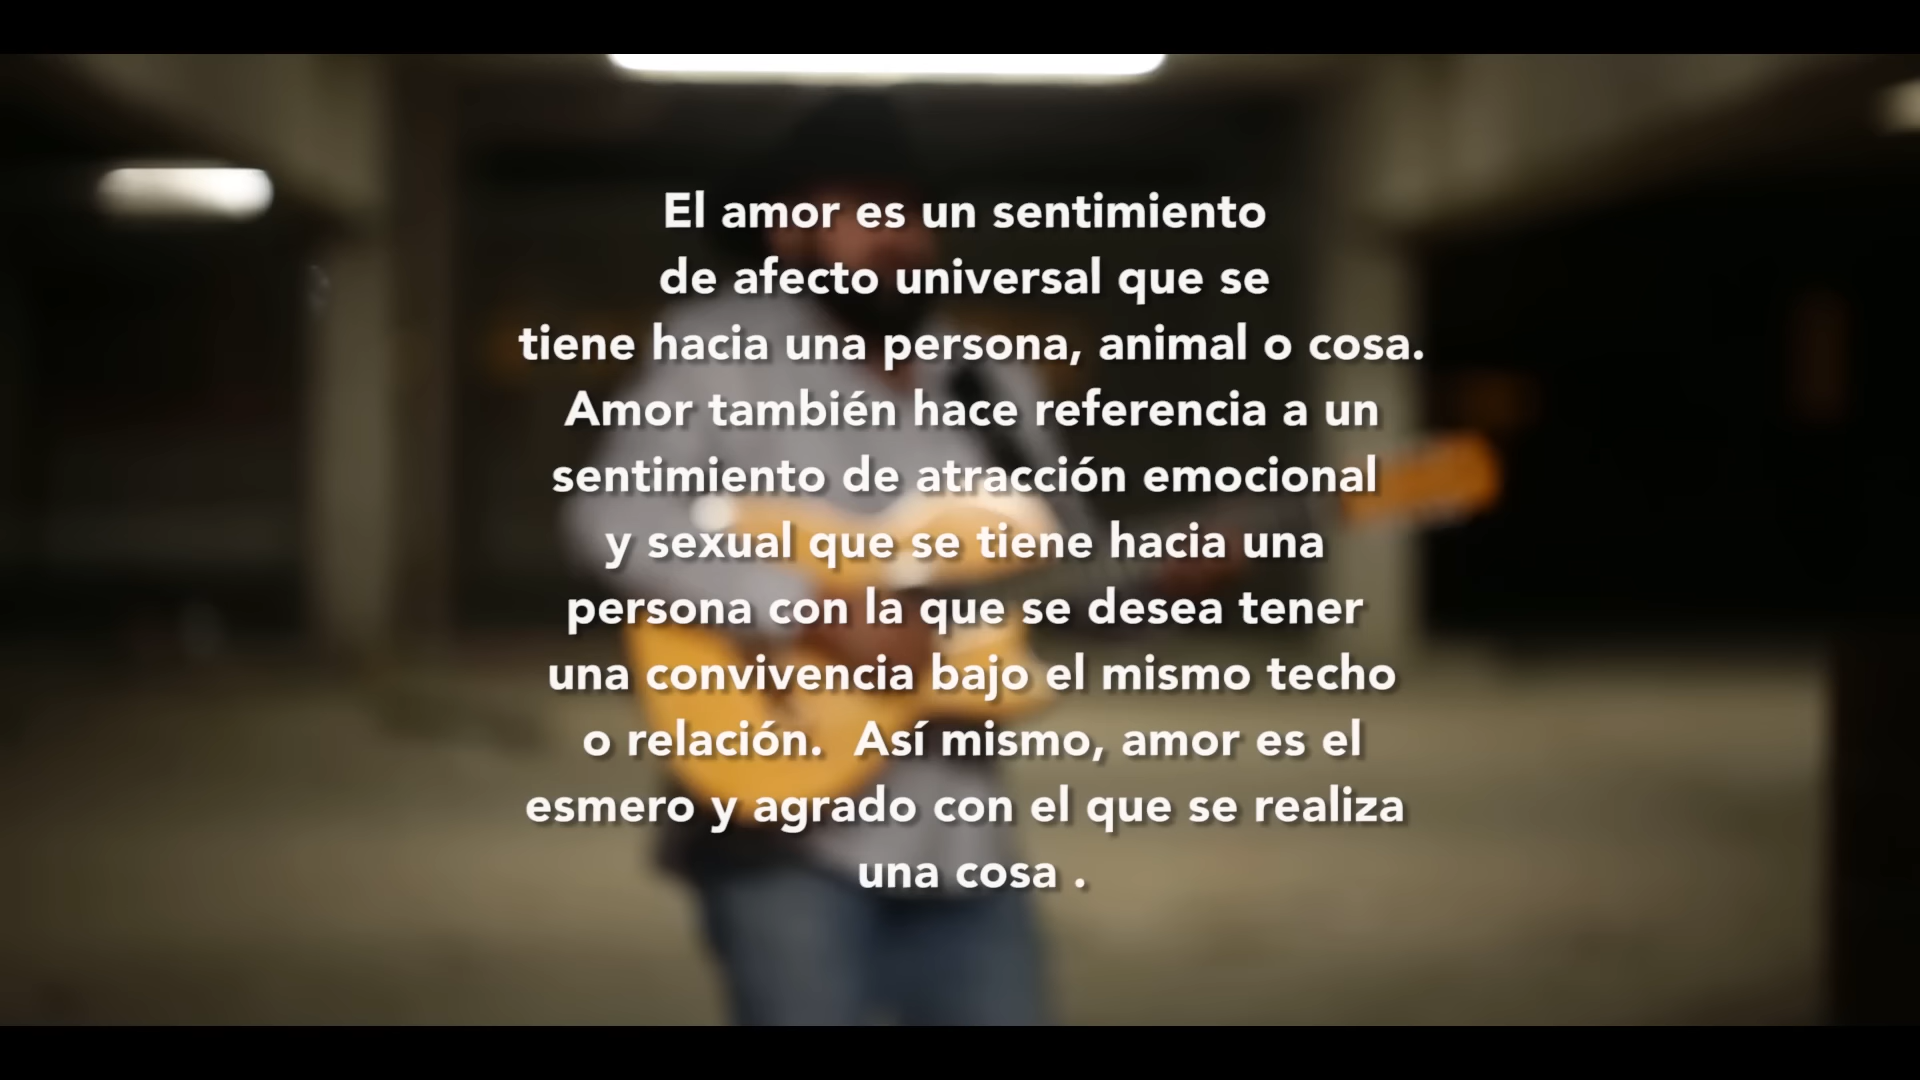 El amor es un sentimiento
de afecto universal que se
tiene hacia una persona, animal o cosa.
Amor también hace referencia a un
sentimiento de atracción emocional
y sexual que se tiene hacia una
persona con la que se desea tener
una convivencia bajo el mismo techo
o relación.  Así mismo, amor es el
esmero y agrado con el que se realiza
una cosa .